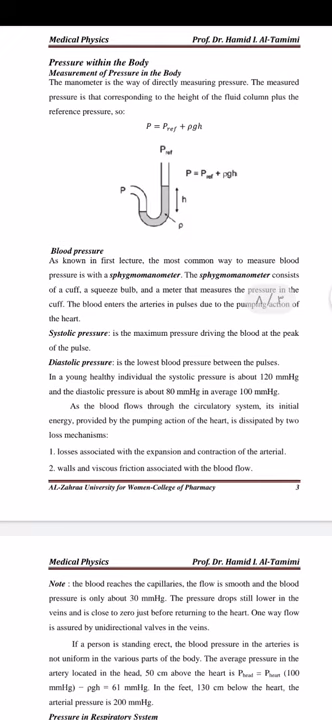 Medical Physics Prof. Dr. Hamid I. Al-Tamimi
Pressure within the Body
Measurement of Pressure in the Body
The manometer is the way of directly measuring pressure. The measured
pressure is that corresponding to the height of the fluid column plus the
reference pressure, so:
P = P_ref + ρgh
P_ref
P = P_ref + ρgh
P
h
ρ
Blood pressure
As known in first lecture, the most common way to measure blood
pressure is with a sphygmomanometer. The sphygmomanometer consists
of a cuff, a squeeze bulb, and a meter that measures the pressure in the
٨/٣
cuff. The blood enters the arteries in pulses due to the pumping action of
the heart.
Systolic pressure: is the maximum pressure driving the blood at the peak
of the pulse.
Diastolic pressure: is the lowest blood pressure between the pulses.
In a young healthy individual the systolic pressure is about 120 mmHg
and the diastolic pressure is about 80 mmHg in average 100 mmHg.
As the blood flows through the circulatory system, its initial
energy, provided by the pumping action of the heart, is dissipated by two
loss mechanisms:
1. losses associated with the expansion and contraction of the arterial.
2. walls and viscous friction associated with the blood flow.
AL-Zahraa University for Women-College of Pharmacy 3
Medical Physics Prof. Dr. Hamid I. Al-Tamimi
Note : the blood reaches the capillaries, the flow is smooth and the blood
pressure is only about 30 mmHg. The pressure drops still lower in the
veins and is close to zero just before returning to the heart. One way flow
is assured by unidirectional valves in the veins.
If a person is standing erect, the blood pressure in the arteries is
not uniform in the various parts of the body. The average pressure in the
artery located in the head, 50 cm above the heart is P_head = P_heart (100
mmHg) − ρgh = 61 mmHg. In the feet, 130 cm below the heart, the
arterial pressure is 200 mmHg.
Pressure in Respiratory System